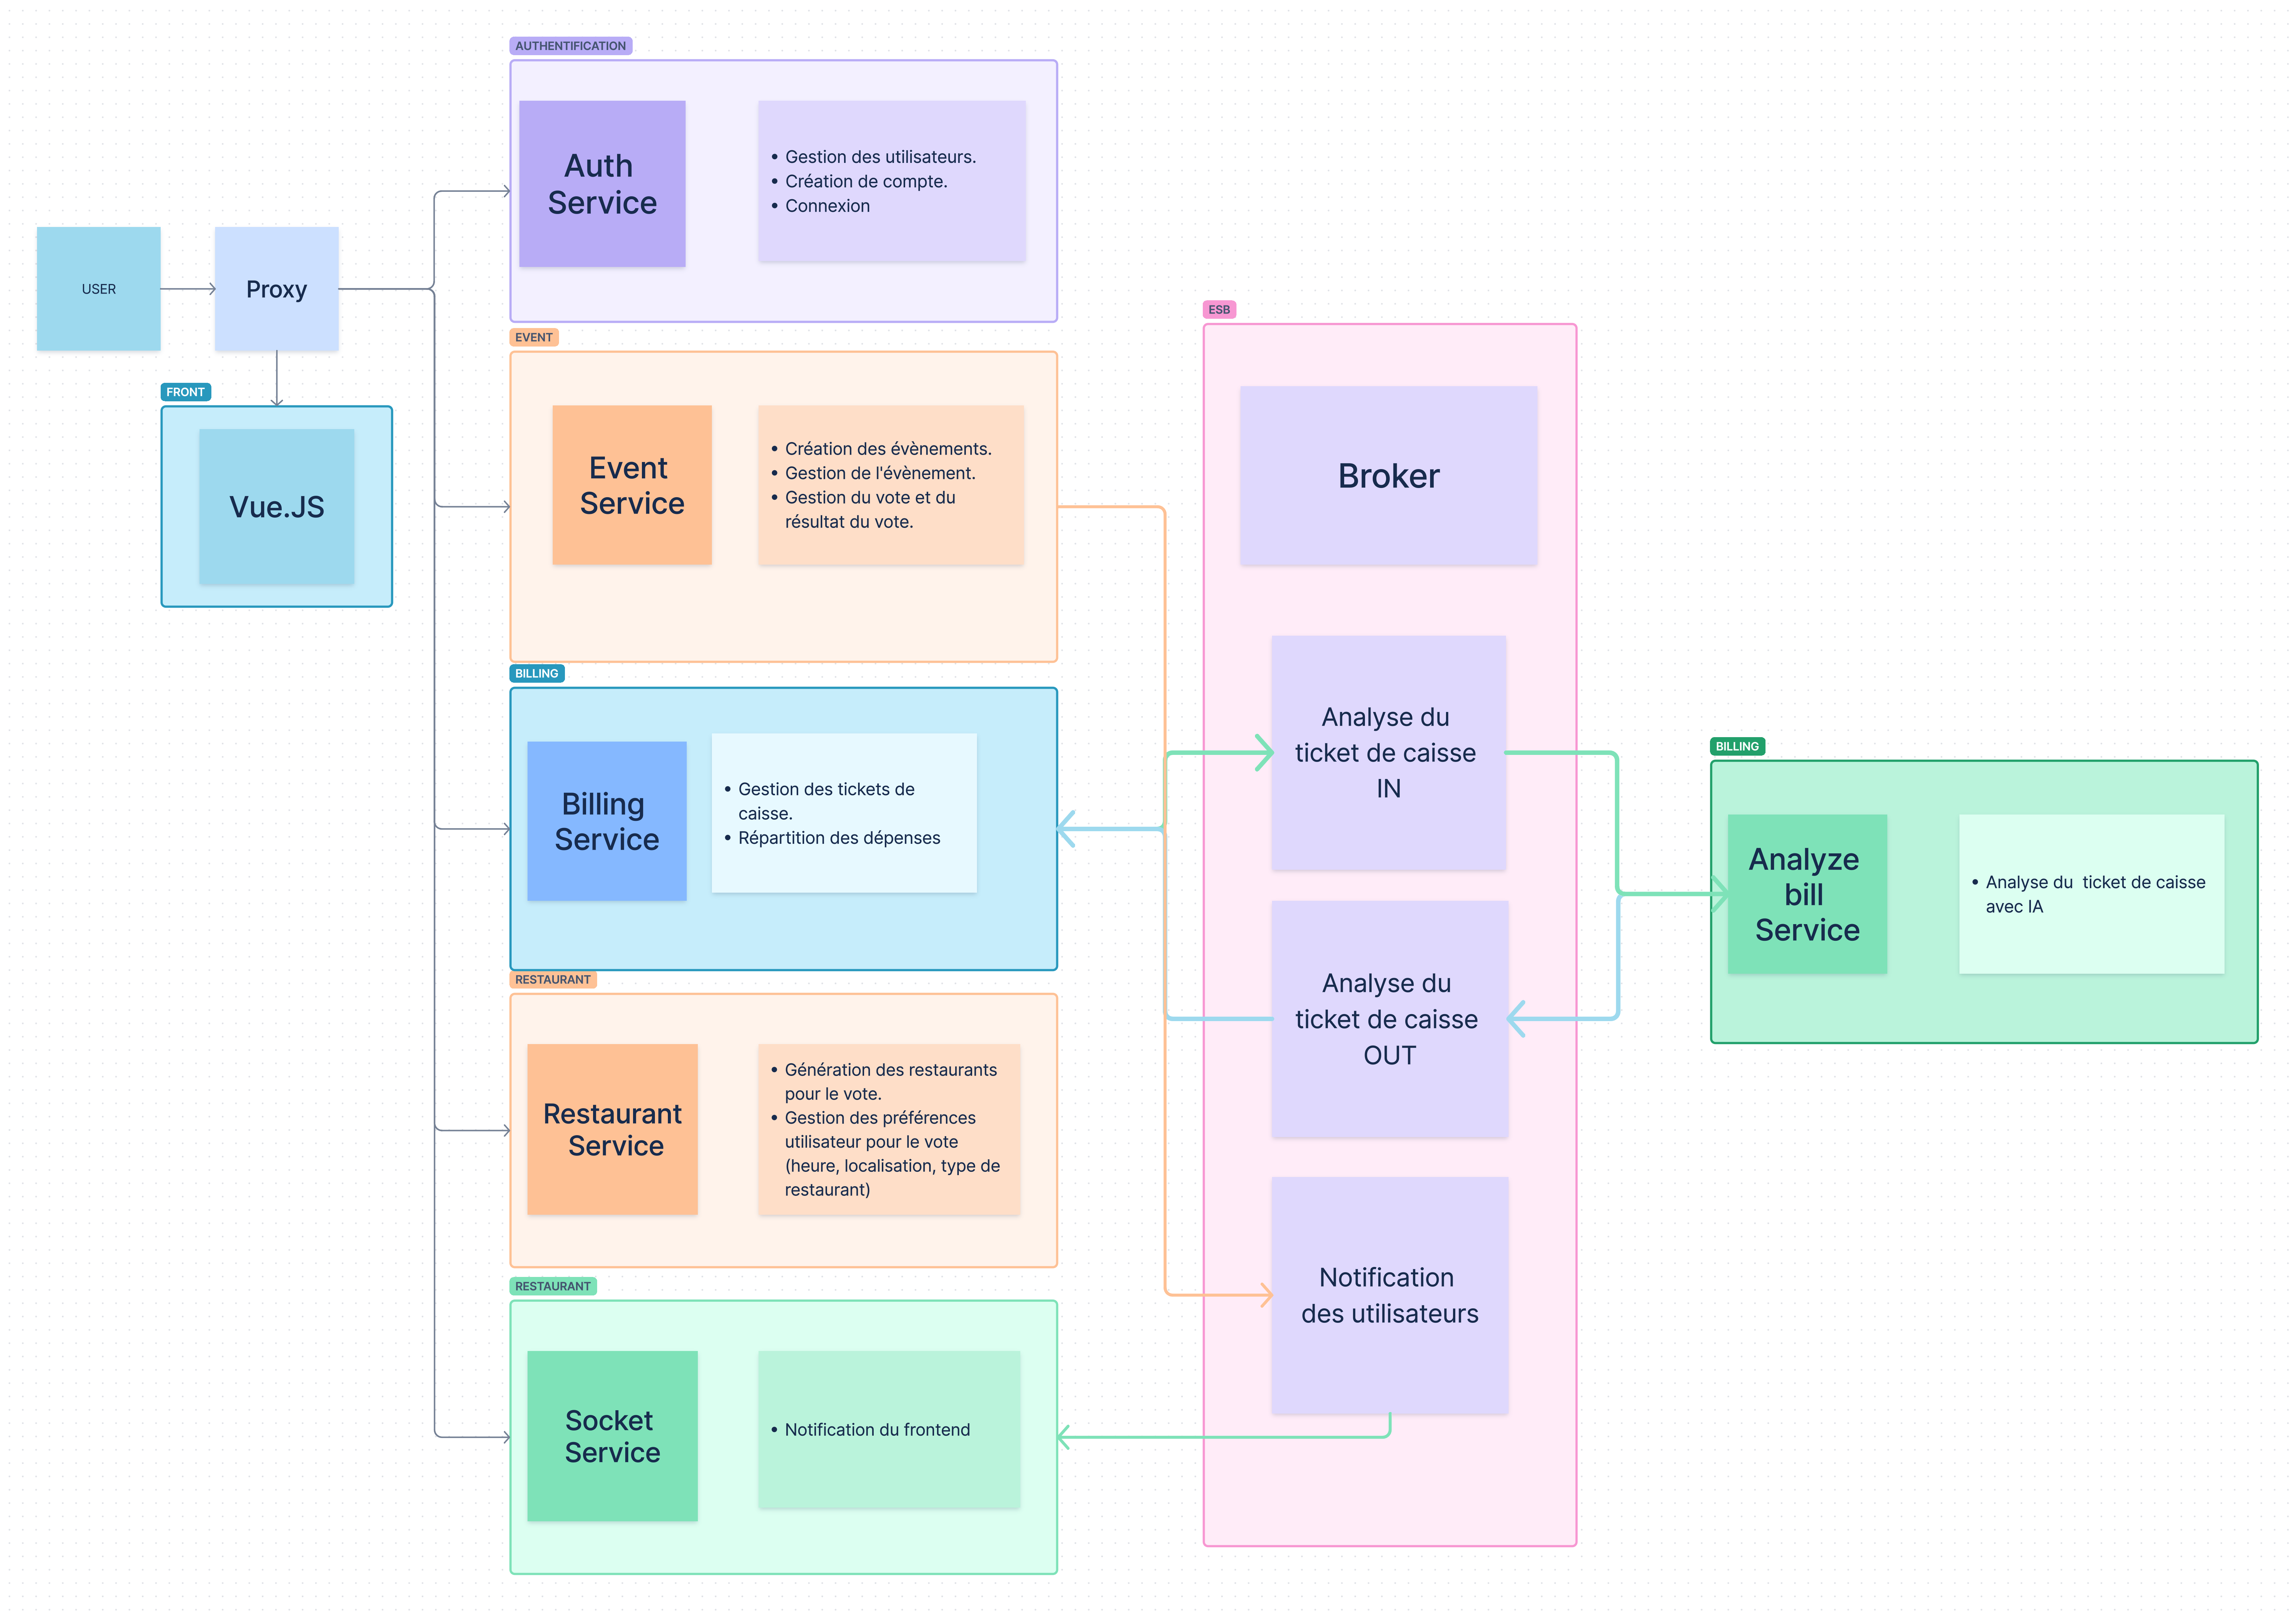 AUTHENTIFICATION
Auth
Service
• Gestion des utilisateurs.
• Création de compte.
• Connexion
USER
Proxy
FRONT
Vue.JS
EVENT
Event
Service
• Création des évènements.
• Gestion de l'évènement.
• Gestion du vote et du
résultat du vote.
BILLING
Billing
Service
• Gestion des tickets de
caisse.
• Répartition des dépenses
RESTAURANT
Restaurant
Service
• Génération des restaurants
pour le vote.
• Gestion des préférences
utilisateur pour le vote
(heure, localisation, type de
restaurant)
RESTAURANT
Socket
Service
• Notification du frontend
ESB
Broker
Analyse du
ticket de caisse
IN
Analyse du
ticket de caisse
OUT
Notification
des utilisateurs
BILLING
Analyze
bill
Service
• Analyse du  ticket de caisse
avec IA